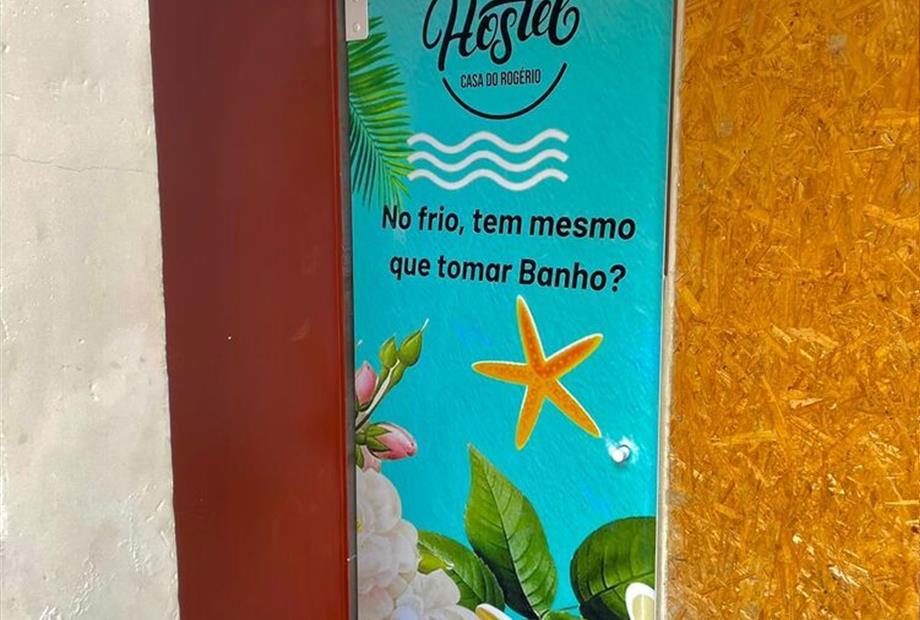 Hostel
CASA DO ROGÉRIO
No frio, tem mesmo
que tomar Banho?